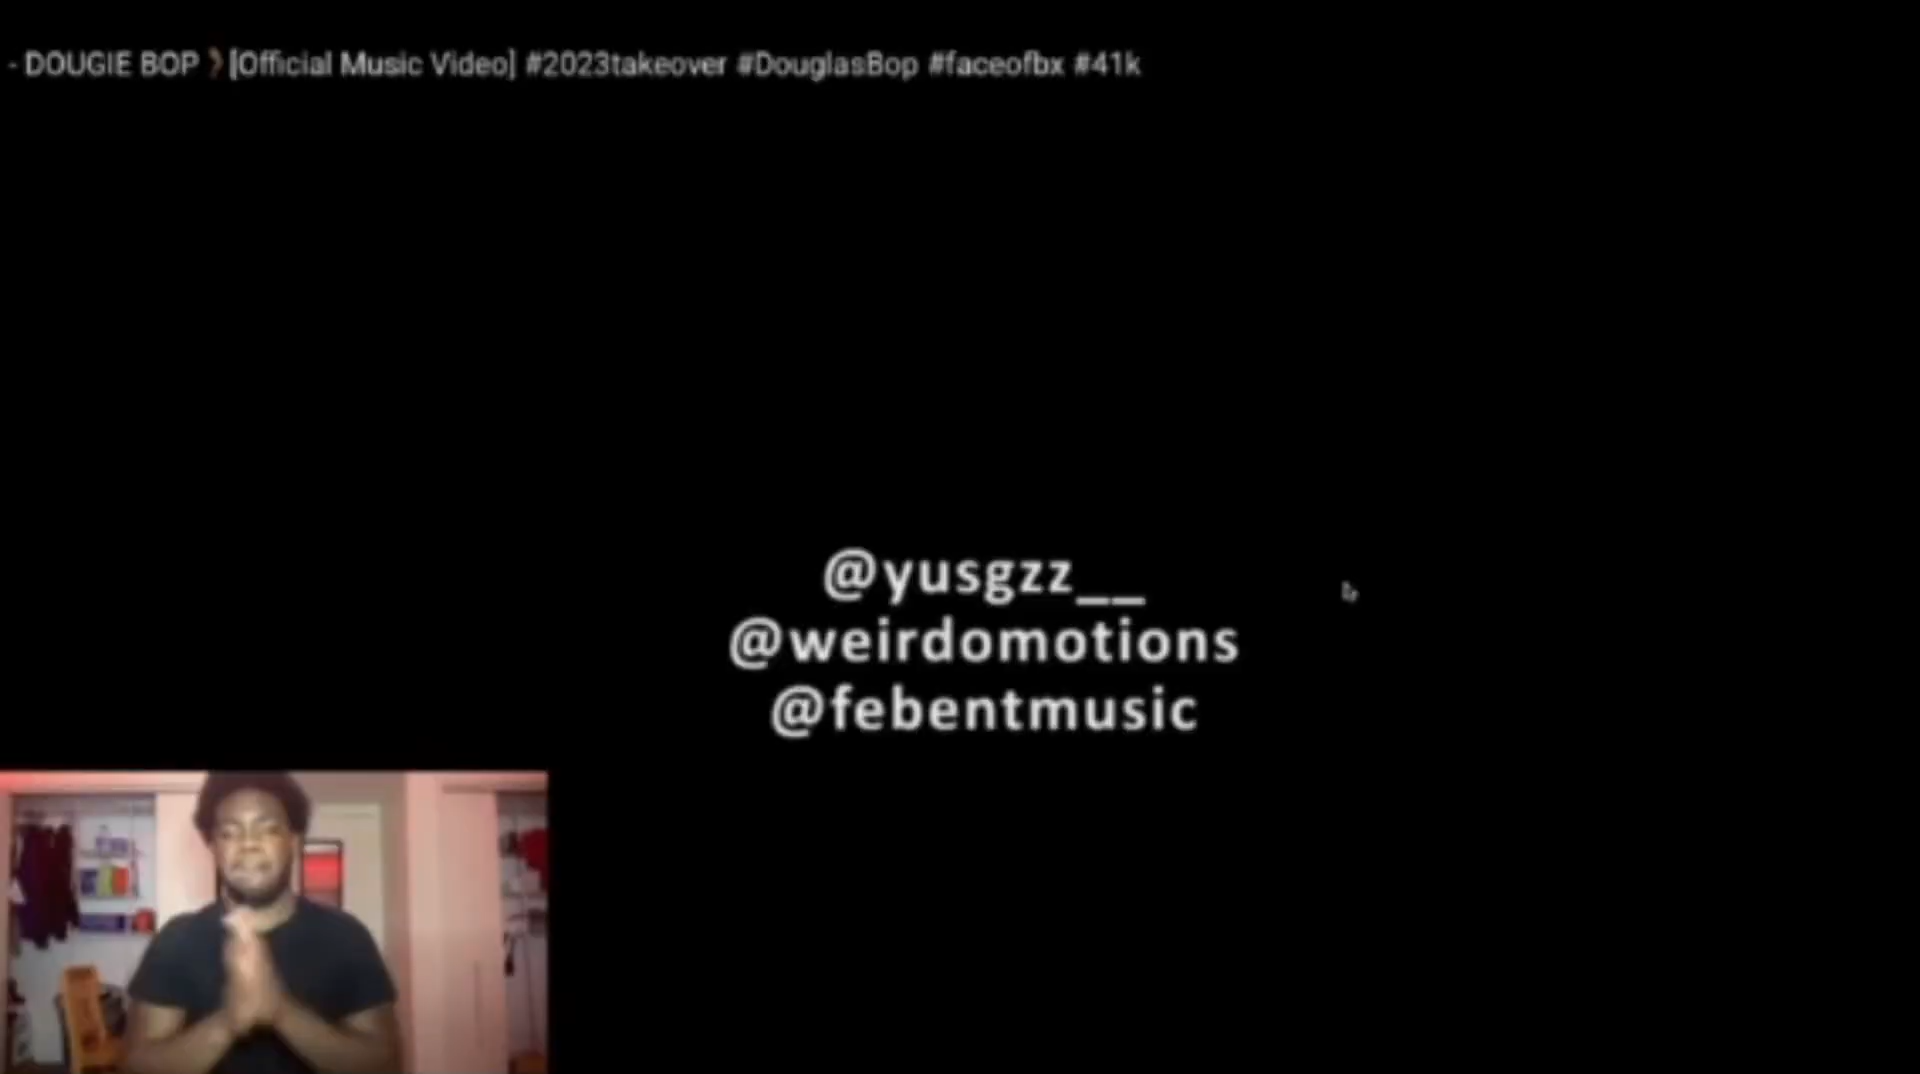 - DOUGIE BOP [Official Music Video] #2023takeover #DouglasBop #faceofbx #41k
@yusgzz__
@weirdomotions
@febentmusic